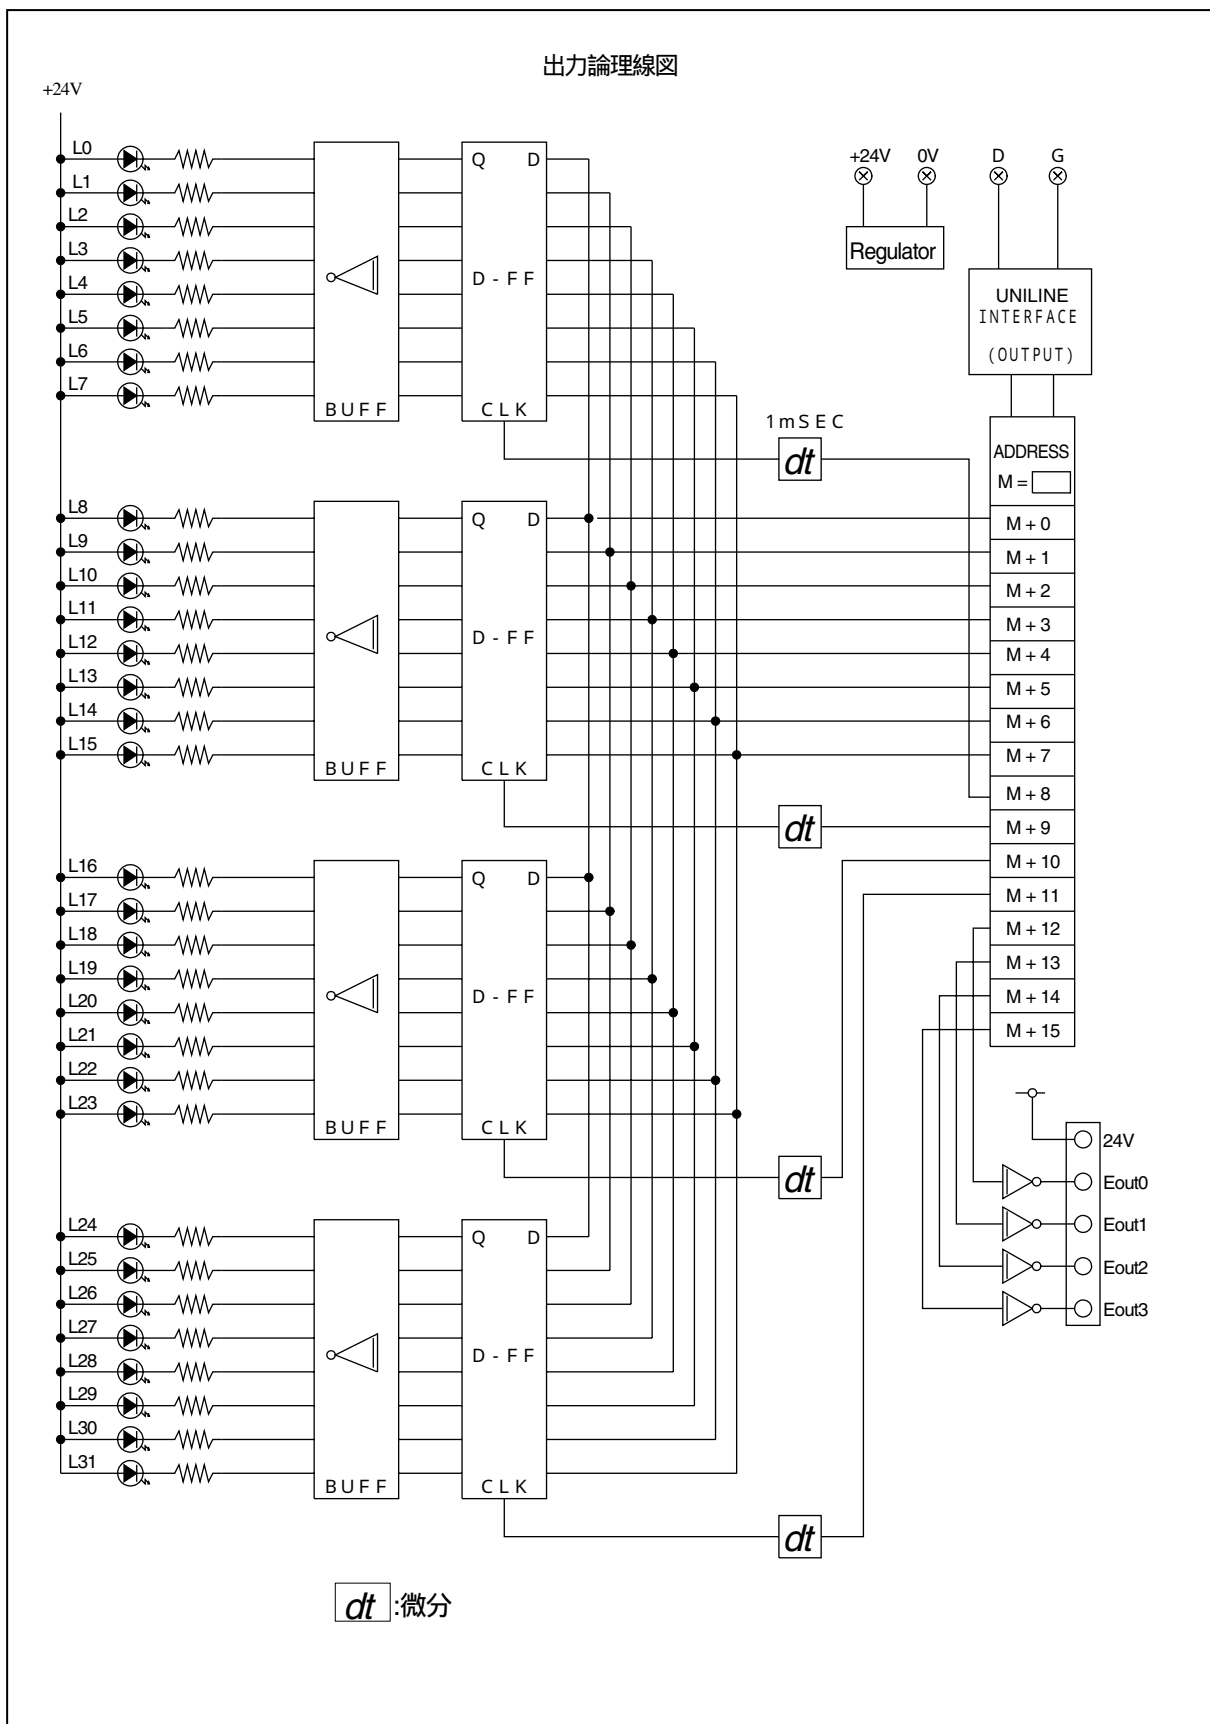 出力論理線図
+24V
L0
L1
L2
L3
L4
L5
L6
L7
BUFF
Q D
D-FF
CLK
1mSEC
dt
+24V 0V D G
Regulator
UNILINE
INTERFACE
(OUTPUT)
ADDRESS
M =
L8
L9
L10
L11
L12
L13
L14
L15
BUFF
Q D
D-FF
CLK
dt
M + 0
M + 1
M + 2
M + 3
M + 4
M + 5
M + 6
M + 7
M + 8
M + 9
M + 10
M + 11
M + 12
M + 13
M + 14
M + 15
L16
L17
L18
L19
L20
L21
L22
L23
BUFF
Q D
D-FF
CLK
dt
24V
Eout0
Eout1
Eout2
Eout3
L24
L25
L26
L27
L28
L29
L30
L31
BUFF
Q D
D-FF
CLK
dt
dt :微分